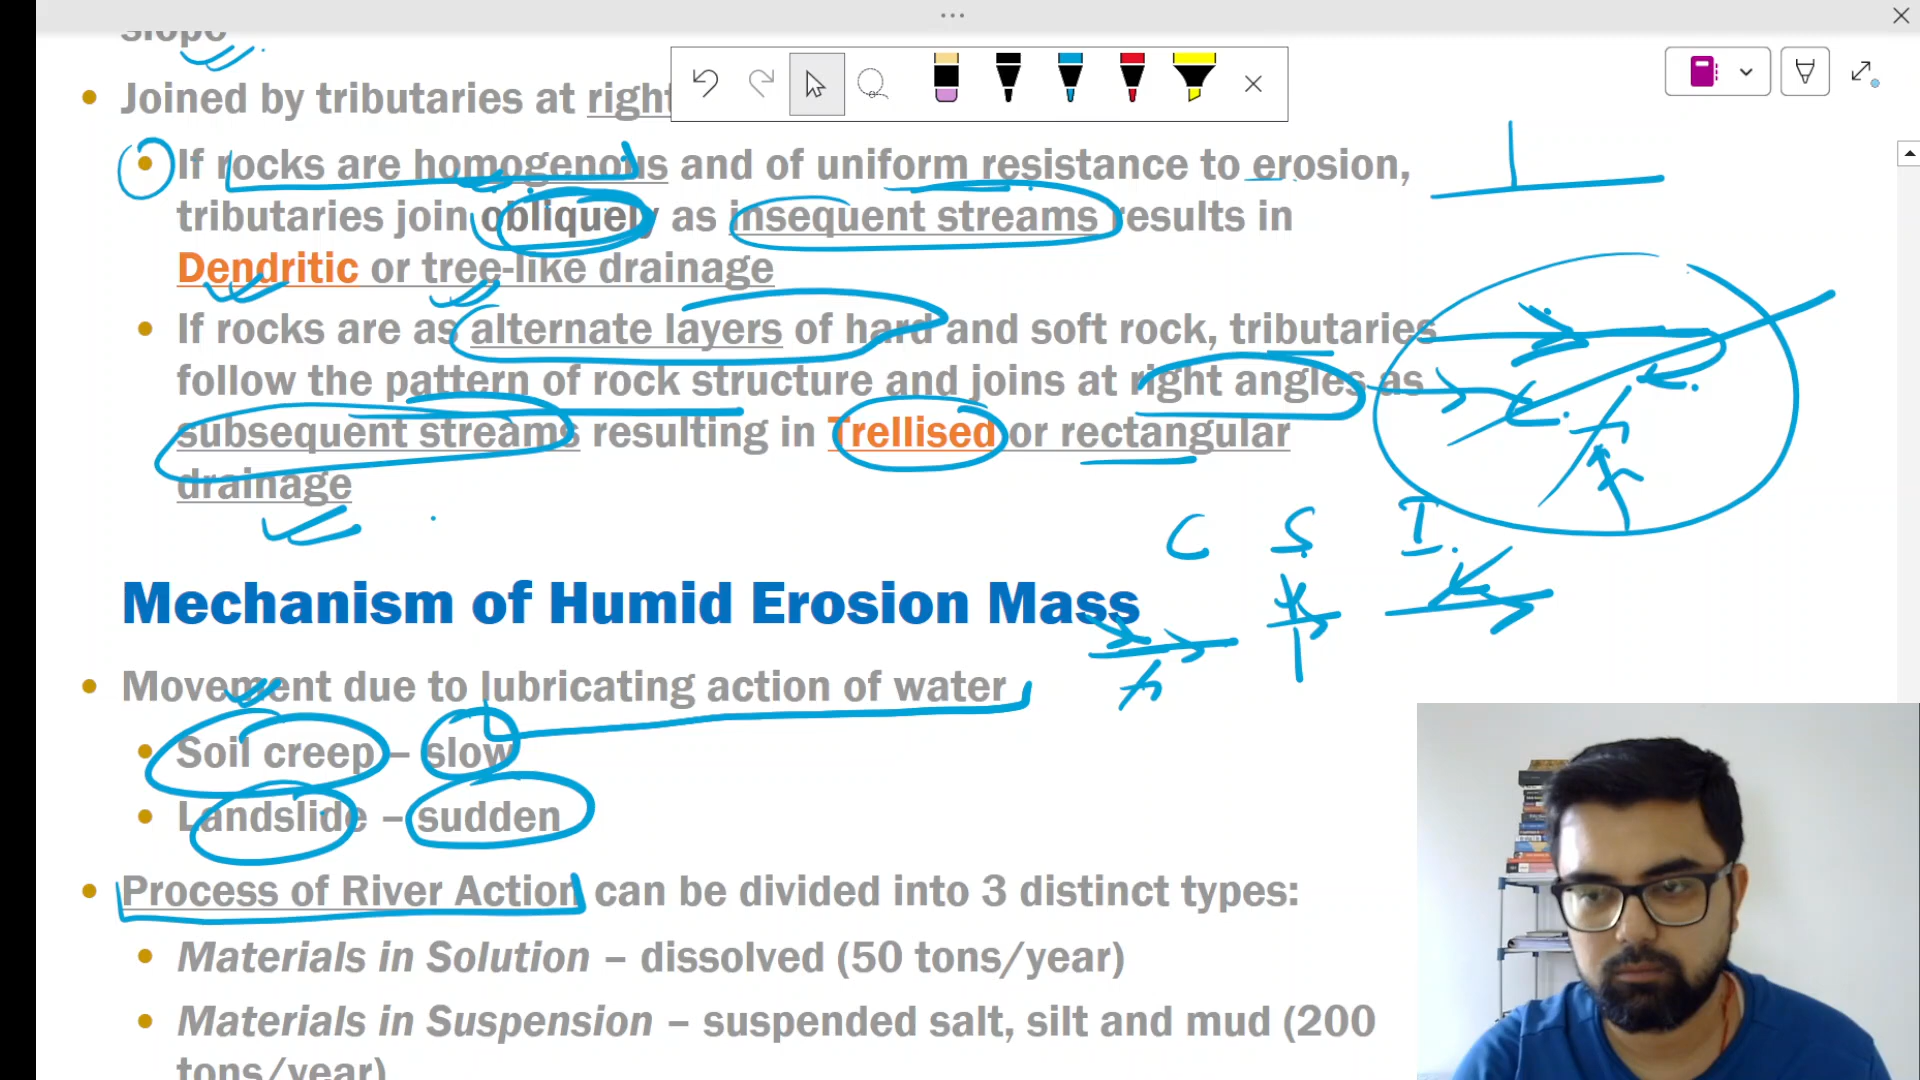 slope
Joined by tributaries at right
If rocks are homogenous and of uniform resistance to erosion,
tributaries join obliquely as insequent streams results in
Dendritic or tree-like drainage
If rocks are as alternate layers of hard and soft rock, tributaries
follow the pattern of rock structure and joins at right angles as
subsequent streams resulting in Trellised or rectangular
drainage
C S I
Mechanism of Humid Erosion Mass
Movement due to lubricating action of water
Soil creep – slow
Landslide – sudden
Process of River Action can be divided into 3 distinct types:
Materials in Solution – dissolved (50 tons/year)
Materials in Suspension – suspended salt, silt and mud (200
tons/year)